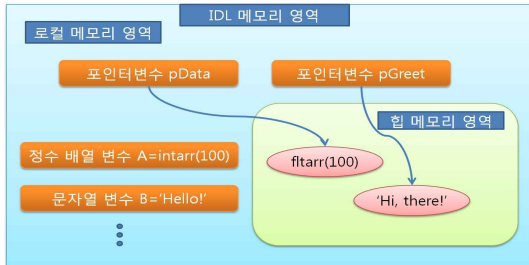 IDL 메모리 영역
로컬 메모리 영역
포인터변수 pData
포인터변수 pGreet
힙 메모리 영역
정수 배열 변수 A=intarr(100)
fltarr(100)
문자열 변수 B='Hello!'
'Hi, there!'